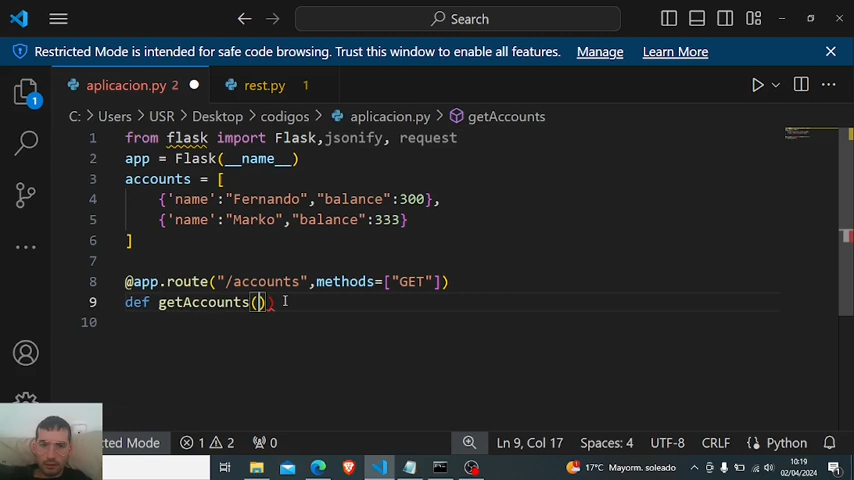 Search
Restricted Mode is intended for safe code browsing. Trust this window to enable all features. Manage Learn More
aplicacion.py 2 rest.py 1
C: > Users > USR > Desktop > codigos > aplicacion.py > getAccounts
1 from flask import Flask,jsonify, request
2 app = Flask(__name__)
3 accounts = [
4 {'name':"Fernando","balance":300},
5 {'name':"Marko","balance":333}
6 ]
7
8 @app.route("/accounts",methods=["GET"])
9 def getAccounts())
10
1
tricted Mode 1 2 0 Ln 9, Col 17 Spaces: 4 UTF-8 CRLF Python
17°C Mayorm. soleado 10:19
02/04/2024